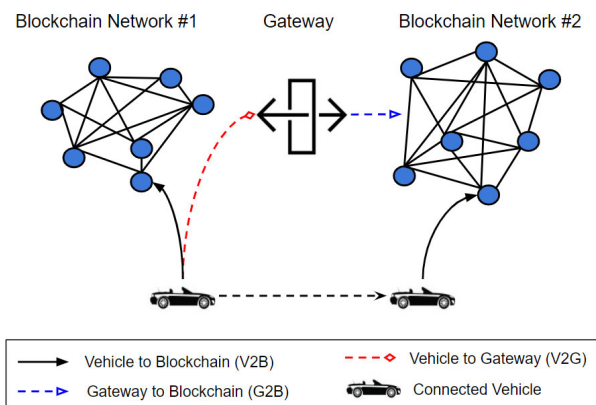 Blockchain Network #1
Gateway
Blockchain Network #2
Vehicle to Blockchain (V2B)
Vehicle to Gateway (V2G)
Gateway to Blockchain (G2B)
Connected Vehicle